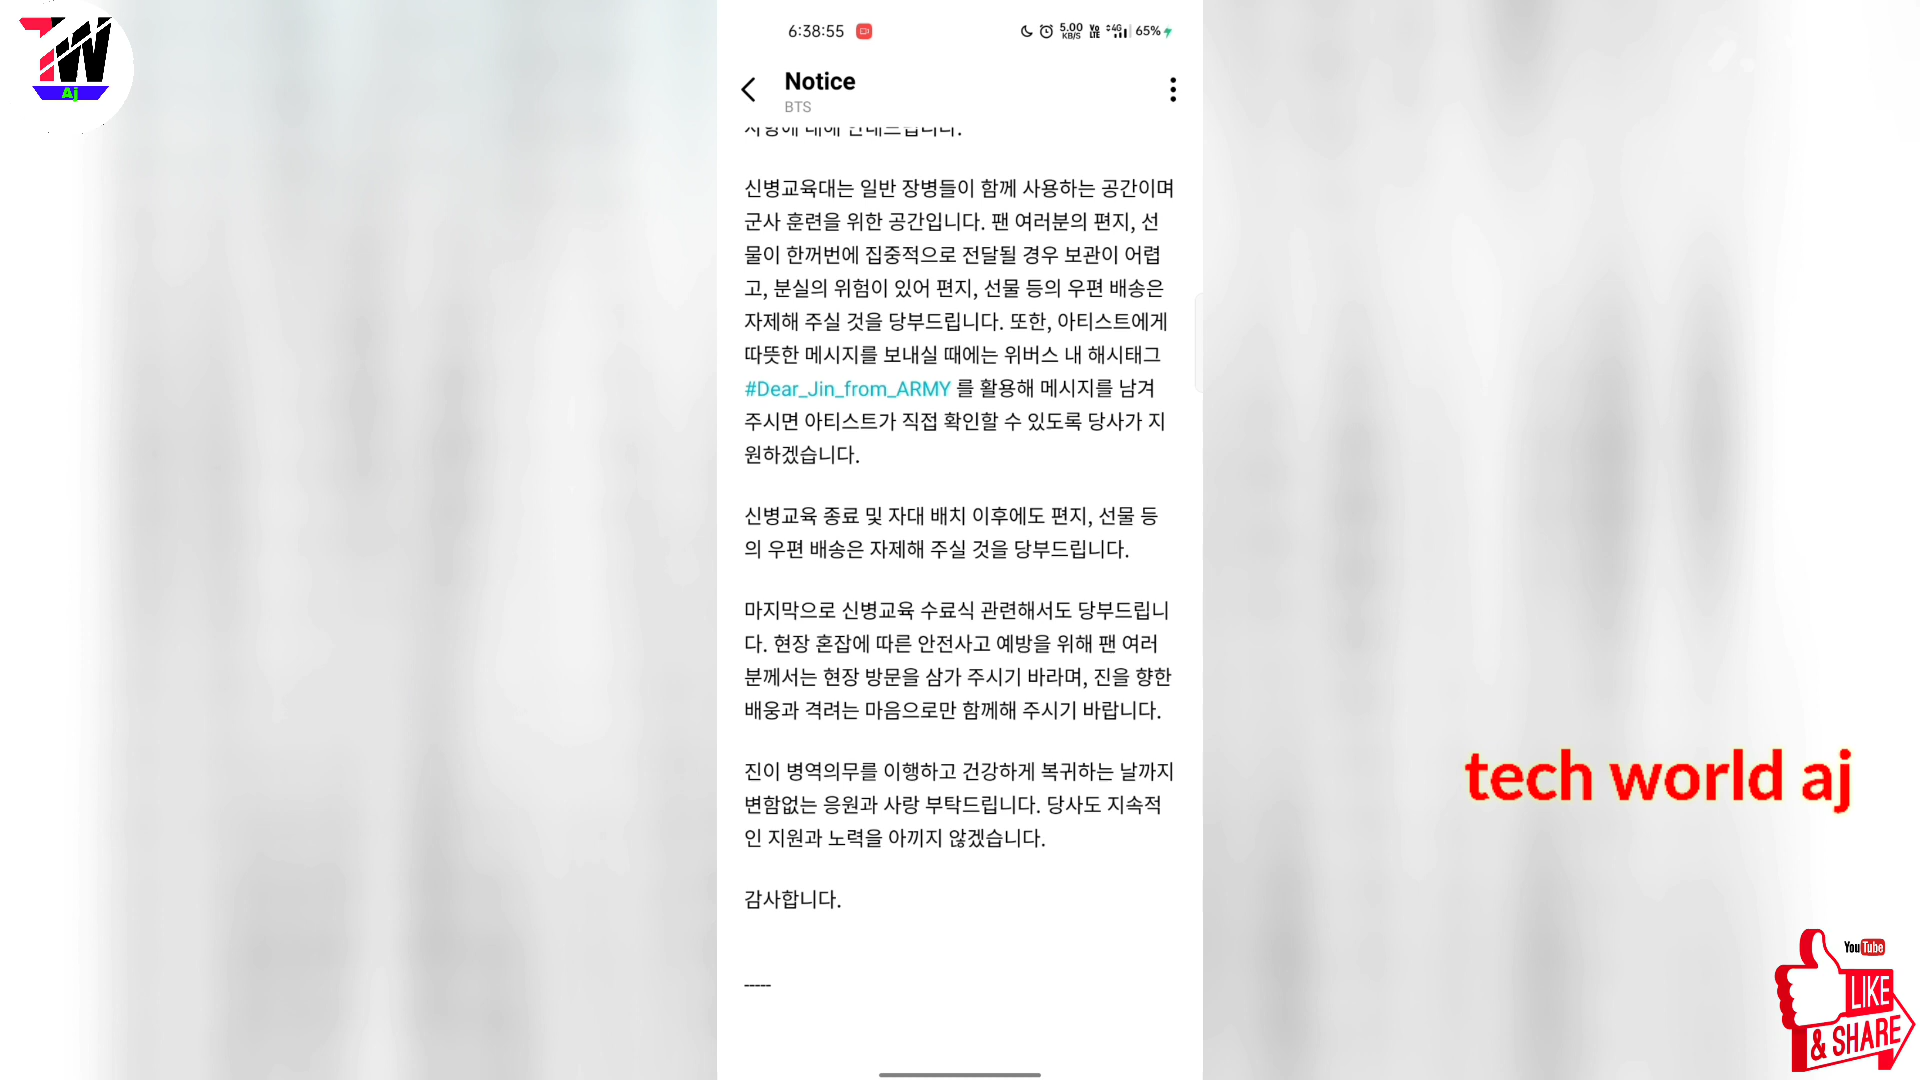 TW
Aj
6:38:55
5.00 KB/S Vo LTE 4G 65%
Notice
BTS
사항에 대해 안내드립니다.
신병교육대는 일반 장병들이 함께 사용하는 공간이며
군사 훈련을 위한 공간입니다. 팬 여러분의 편지, 선
물이 한꺼번에 집중적으로 전달될 경우 보관이 어렵
고, 분실의 위험이 있어 편지, 선물 등의 우편 배송은
자제해 주실 것을 당부드립니다. 또한, 아티스트에게
따뜻한 메시지를 보내실 때에는 위버스 내 해시태그
#Dear_Jin_from_ARMY 를 활용해 메시지를 남겨
주시면 아티스트가 직접 확인할 수 있도록 당사가 지
원하겠습니다.
신병교육 종료 및 자대 배치 이후에도 편지, 선물 등
의 우편 배송은 자제해 주실 것을 당부드립니다.
마지막으로 신병교육 수료식 관련해서도 당부드립니
다. 현장 혼잡에 따른 안전사고 예방을 위해 팬 여러
분께서는 현장 방문을 삼가 주시기 바라며, 진을 향한
배웅과 격려는 마음으로만 함께해 주시기 바랍니다.
진이 병역의무를 이행하고 건강하게 복귀하는 날까지
변함없는 응원과 사랑 부탁드립니다. 당사도 지속적
인 지원과 노력을 아끼지 않겠습니다.
감사합니다.
-----
tech world aj
YouTube
LIKE
& SHARE